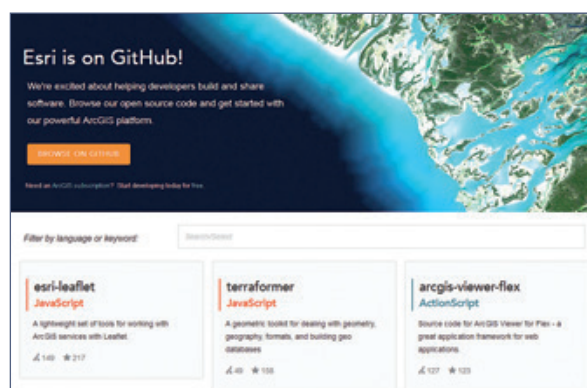 Esri is on GitHub!
We're excited about helping developers build and share
software. Browse our open source code and get started with
our powerful ArcGIS platform.
BROWSE ON GITHUB
Need an ArcGIS subscription? Start developing today for free.
Filter by language or keyword:
Search/Select
esri-leaflet
JavaScript
A lightweight set of tools for working with
ArcGIS services with Leaflet.
149 217
terraformer
JavaScript
A geometric toolkit for dealing with geometry,
geography, formats, and building geo
databases
49 158
arcgis-viewer-flex
ActionScript
Source code for ArcGIS Viewer for Flex - a
great application framework for web
applications.
127 123